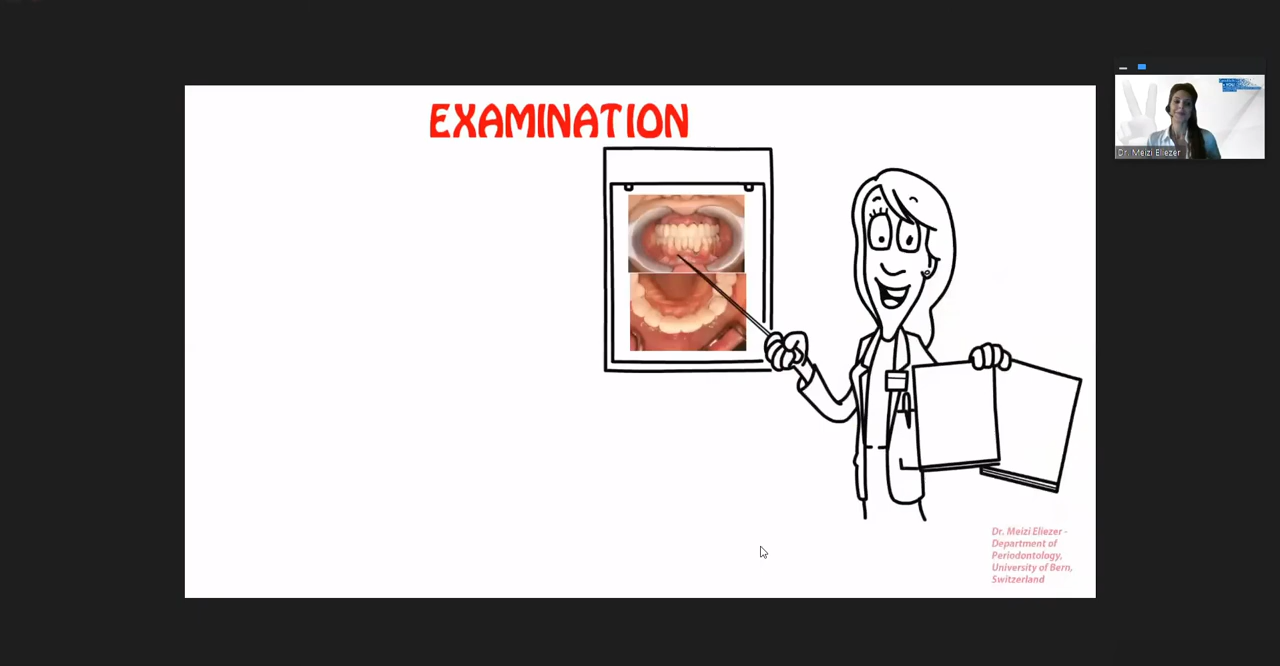 EXAMINATION
Dr. Meizi Eliezer
Dr. Meizi Eliezer -
Department of
Periodontology,
University of Bern,
Switzerland